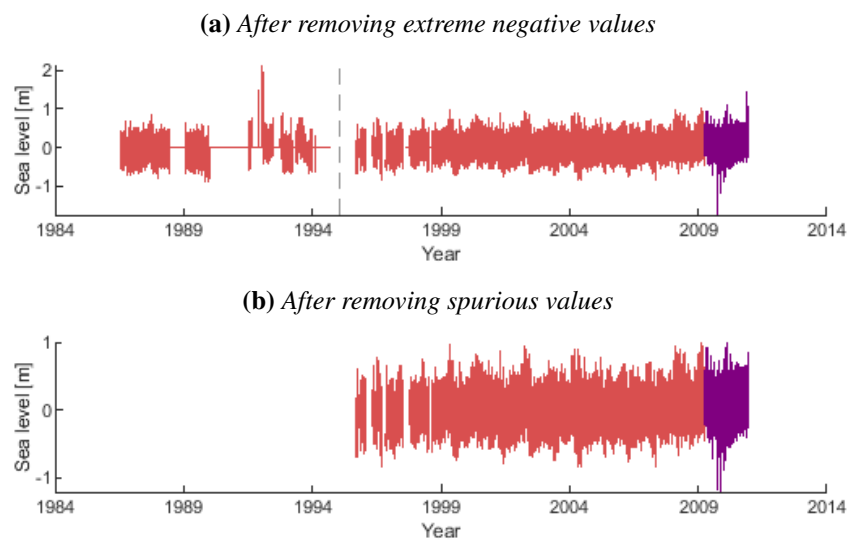 (a) After removing extreme negative values
Sea level [m]
2
1
0
-1
1984 1989 1994 1999 2004 2009 2014
Year
(b) After removing spurious values
Sea level [m]
1
0
-1
1984 1989 1994 1999 2004 2009 2014
Year